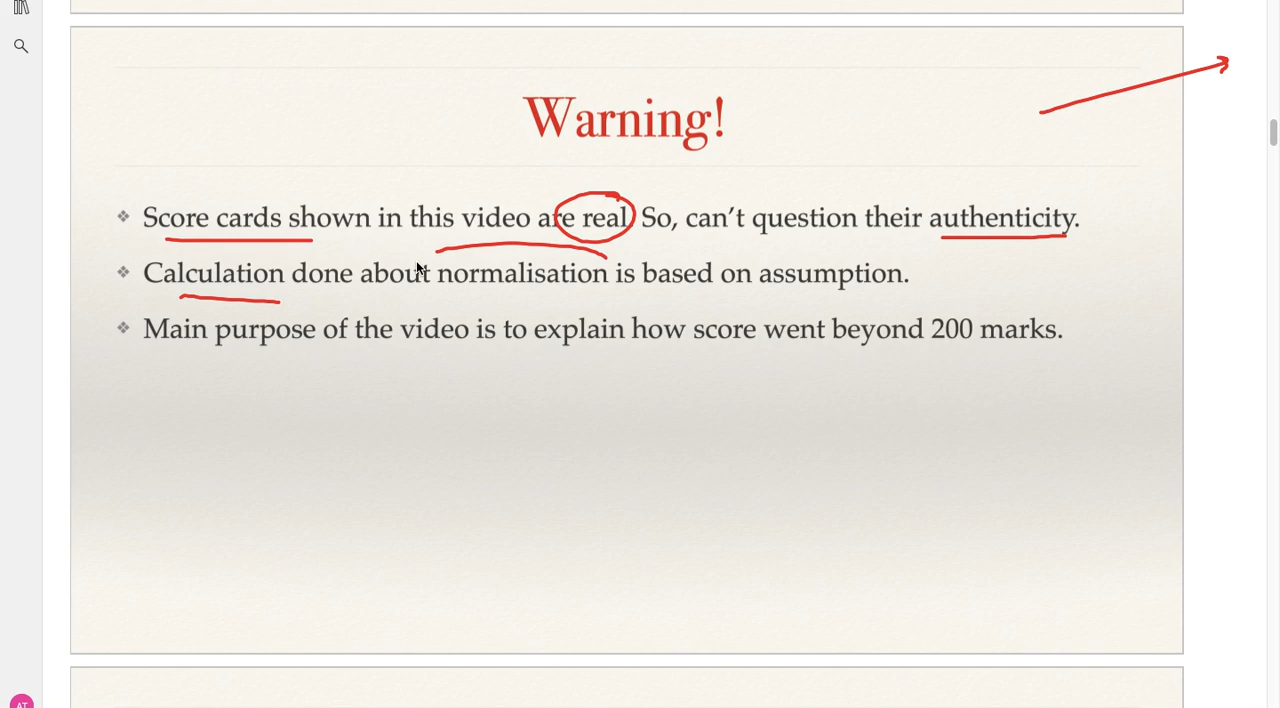 Warning!
❖ Score cards shown in this video are real. So, can't question their authenticity.
❖ Calculation done about normalisation is based on assumption.
❖ Main purpose of the video is to explain how score went beyond 200 marks.
AT